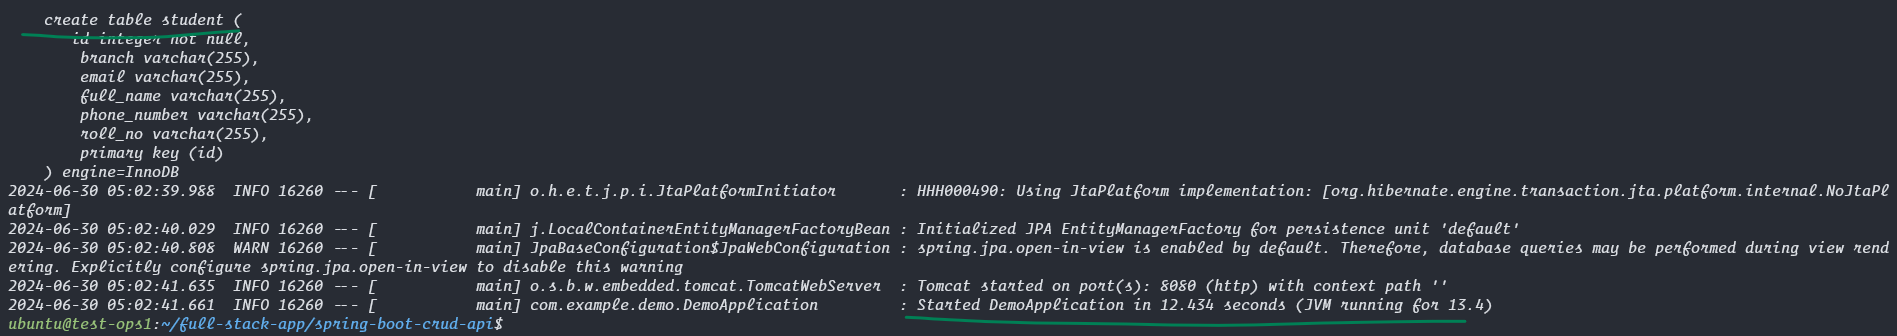 create table student (
id integer not null,
branch varchar(255),
email varchar(255),
full_name varchar(255),
phone_number varchar(255),
roll_no varchar(255),
primary key (id)
) engine=InnoDB
2024-06-30 05:02:39.988  INFO 16260 --- [           main] o.h.e.t.j.p.i.JtaPlatformInitiator       : HHH000490: Using JtaPlatform implementation: [org.hibernate.engine.transaction.jta.platform.internal.NoJtaPl
atform]
2024-06-30 05:02:40.029  INFO 16260 --- [           main] j.LocalContainerEntityManagerFactoryBean : Initialized JPA EntityManagerFactory for persistence unit 'default'
2024-06-30 05:02:40.808  WARN 16260 --- [           main] JpaBaseConfiguration$JpaWebConfiguration : spring.jpa.open-in-view is enabled by default. Therefore, database queries may be performed during view rend
ering. Explicitly configure spring.jpa.open-in-view to disable this warning
2024-06-30 05:02:41.635  INFO 16260 --- [           main] o.s.b.w.embedded.tomcat.TomcatWebServer  : Tomcat started on port(s): 8080 (http) with context path ''
2024-06-30 05:02:41.661  INFO 16260 --- [           main] com.example.demo.DemoApplication         : Started DemoApplication in 12.434 seconds (JVM running for 13.4)
ubuntu@test-ops1:~/full-stack-app/spring-boot-crud-api$